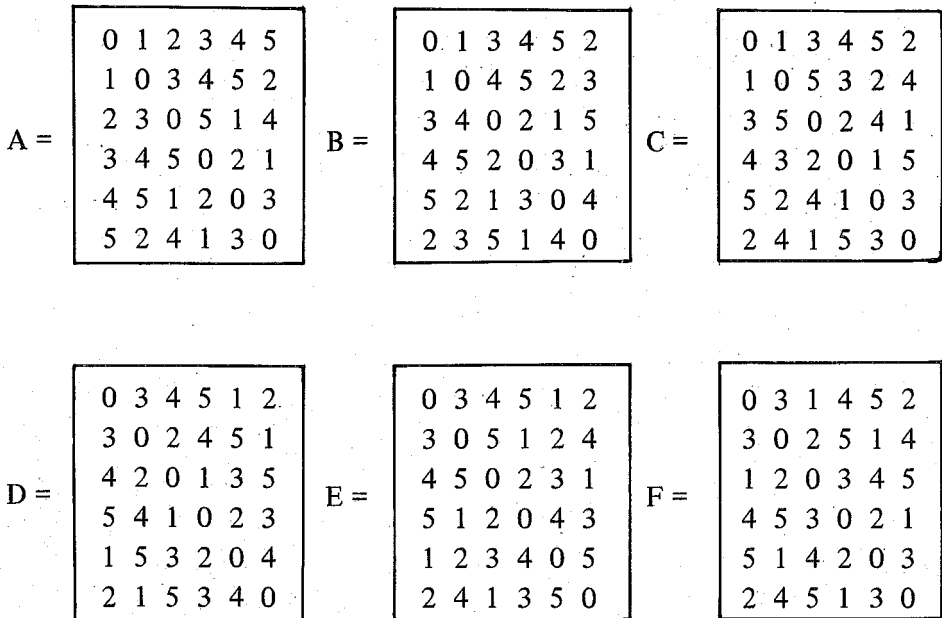 0 1 2 3 4 5 0 1 3 4 5 2 0 1 3 4 5 2
1 0 3 4 5 2 1 0 4 5 2 3 1 0 5 3 2 4
2 3 0 5 1 4 3 4 0 2 1 5 3 5 0 2 4 1
A = B = C =
3 4 5 0 2 1 4 5 2 0 3 1 4 3 2 0 1 5
4 5 1 2 0 3 5 2 1 3 0 4 5 2 4 1 0 3
5 2 4 1 3 0 2 3 5 1 4 0 2 4 1 5 3 0
0 3 4 5 1 2 0 3 4 5 1 2 0 3 1 4 5 2
3 0 2 4 5 1 3 0 5 1 2 4 3 0 2 5 1 4
4 2 0 1 3 5 4 5 0 2 3 1 1 2 0 3 4 5
D = E = F =
5 4 1 0 2 3 5 1 2 0 4 3 4 5 3 0 2 1
1 5 3 2 0 4 1 2 3 4 0 5 5 1 4 2 0 3
2 1 5 3 4 0 2 4 1 3 5 0 2 4 5 1 3 0